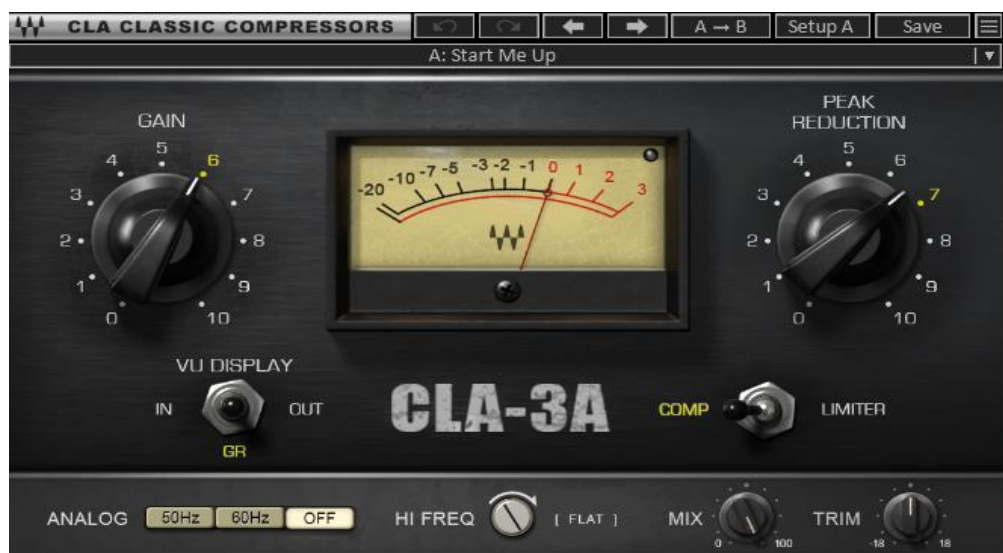 CLA CLASSIC COMPRESSORS A → B Setup A Save
A: Start Me Up
GAIN
0 1 2 3 4 5 6 7 8 9 10
-20 -10 -7 -5 -3 -2 -1 0 1 2 3
PEAK
REDUCTION
0 1 2 3 4 5 6 7 8 9 10
VU DISPLAY
IN OUT
GR
CLA-3A
COMP LIMITER
ANALOG 50Hz 60Hz OFF HI FREQ [ FLAT ] MIX TRIM
0 100 -18 18